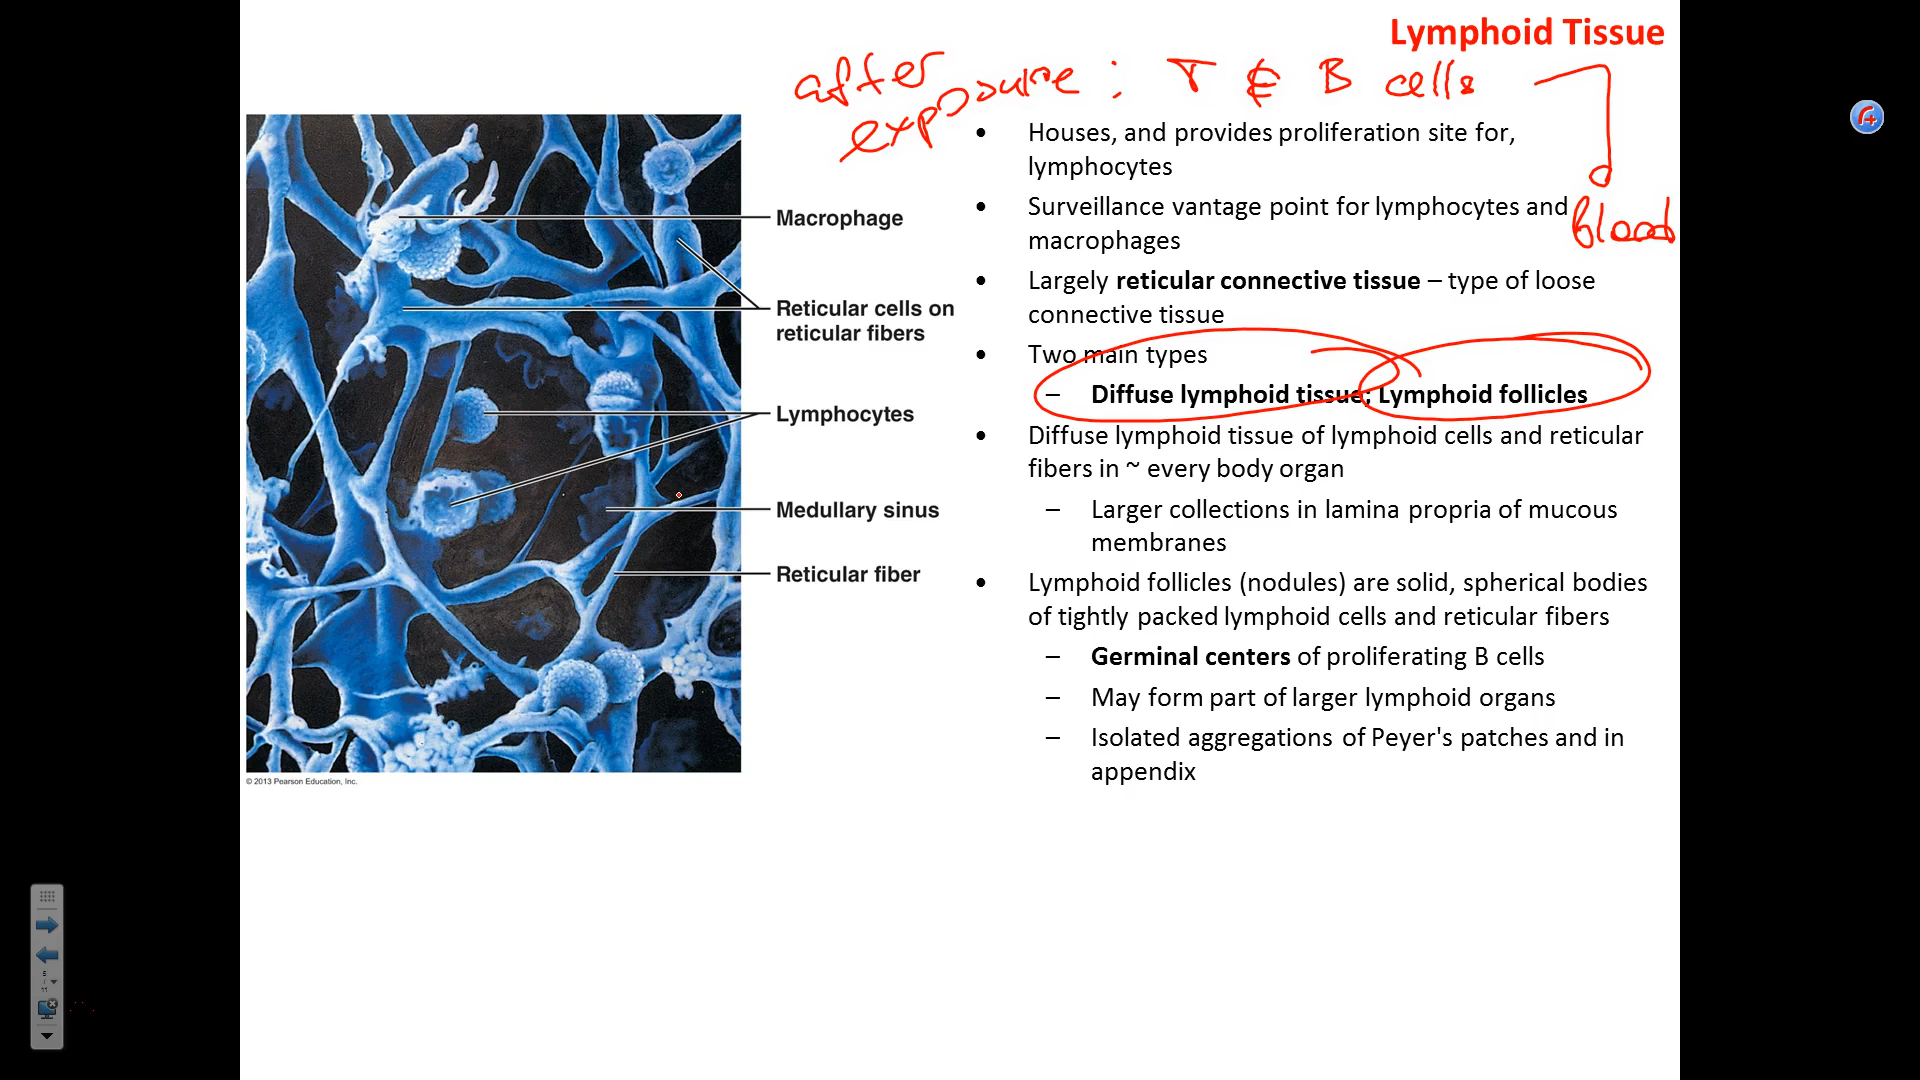 Lymphoid Tissue
after
exposure : T & B cells
Blood
• Houses, and provides proliferation site for,
lymphocytes
• Surveillance vantage point for lymphocytes and
macrophages
• Largely reticular connective tissue – type of loose
connective tissue
• Two main types
– Diffuse lymphoid tissue; Lymphoid follicles
• Diffuse lymphoid tissue of lymphoid cells and reticular
fibers in ~ every body organ
– Larger collections in lamina propria of mucous
membranes
• Lymphoid follicles (nodules) are solid, spherical bodies
of tightly packed lymphoid cells and reticular fibers
– Germinal centers of proliferating B cells
– May form part of larger lymphoid organs
– Isolated aggregations of Peyer's patches and in
appendix
Macrophage
Reticular cells on
reticular fibers
Lymphocytes
Medullary sinus
Reticular fiber
© 2013 Pearson Education, Inc.